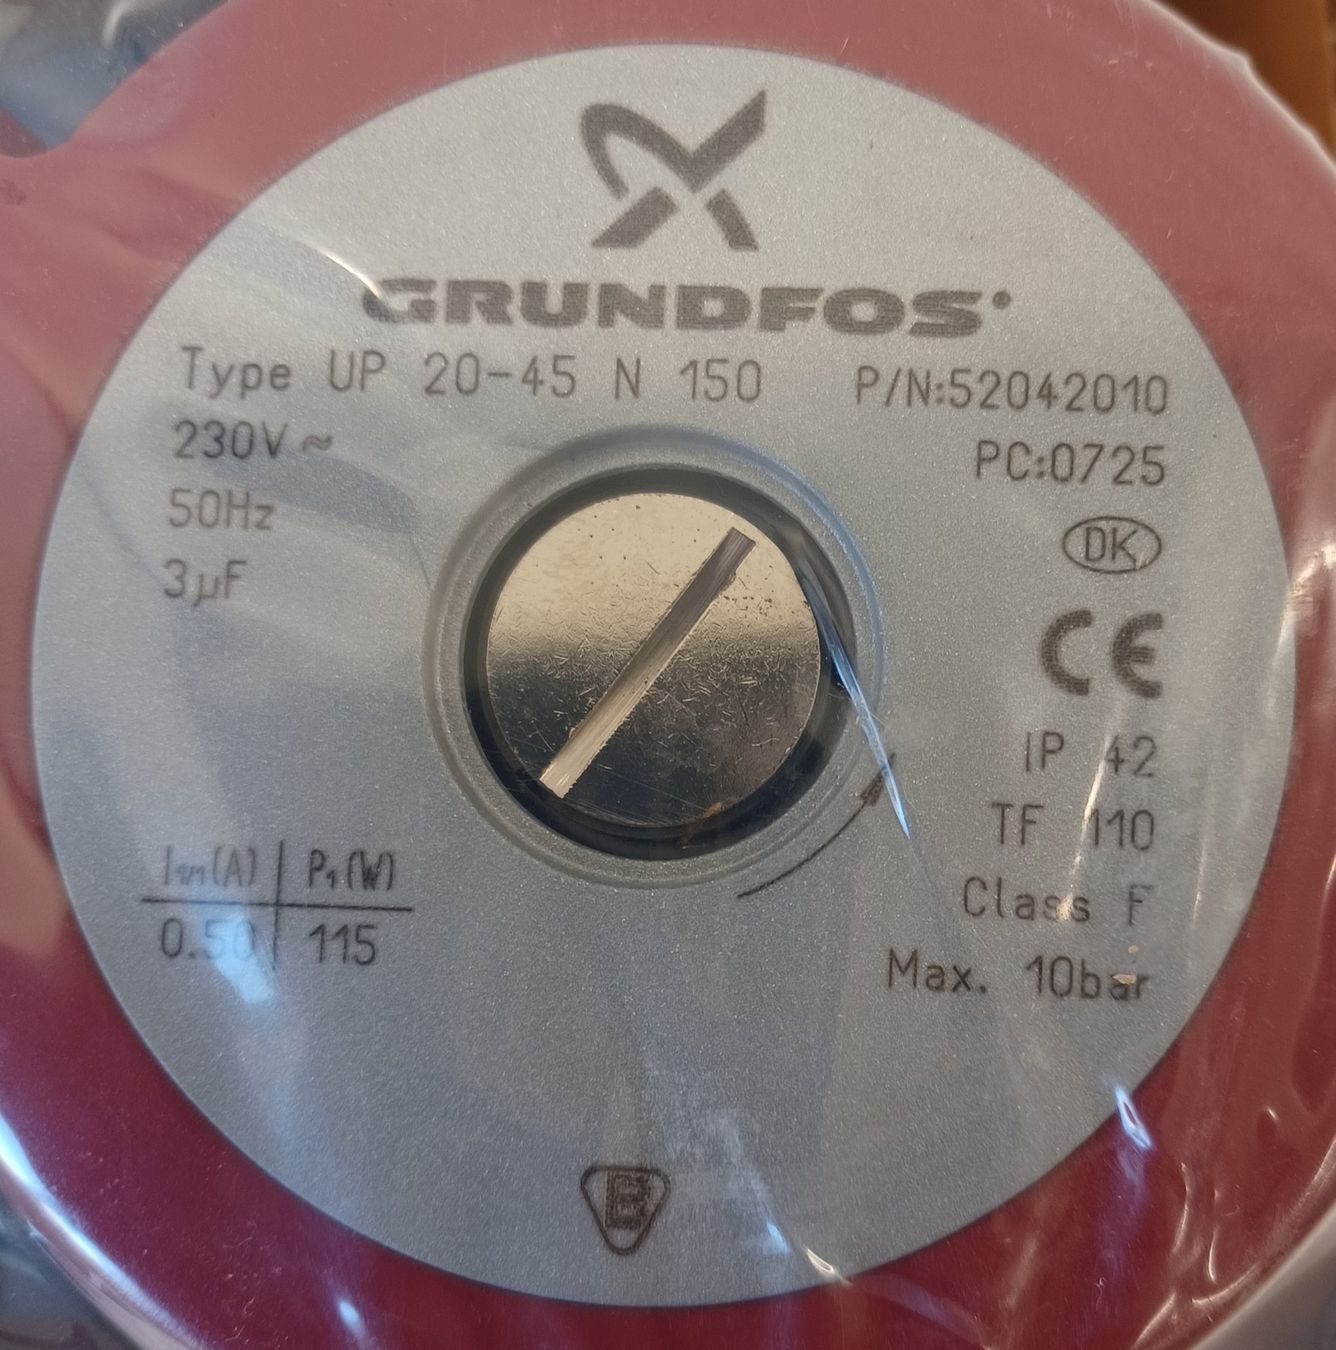 GRUNDFOS
Type UP 20-45 N 150 P/N:52042010
230V~ PC:0725
50Hz
DK
3µF
CE
IP 42
TF 110
I1/1(A) P1(W)
0.50 115
Class F
Max. 10bar
B